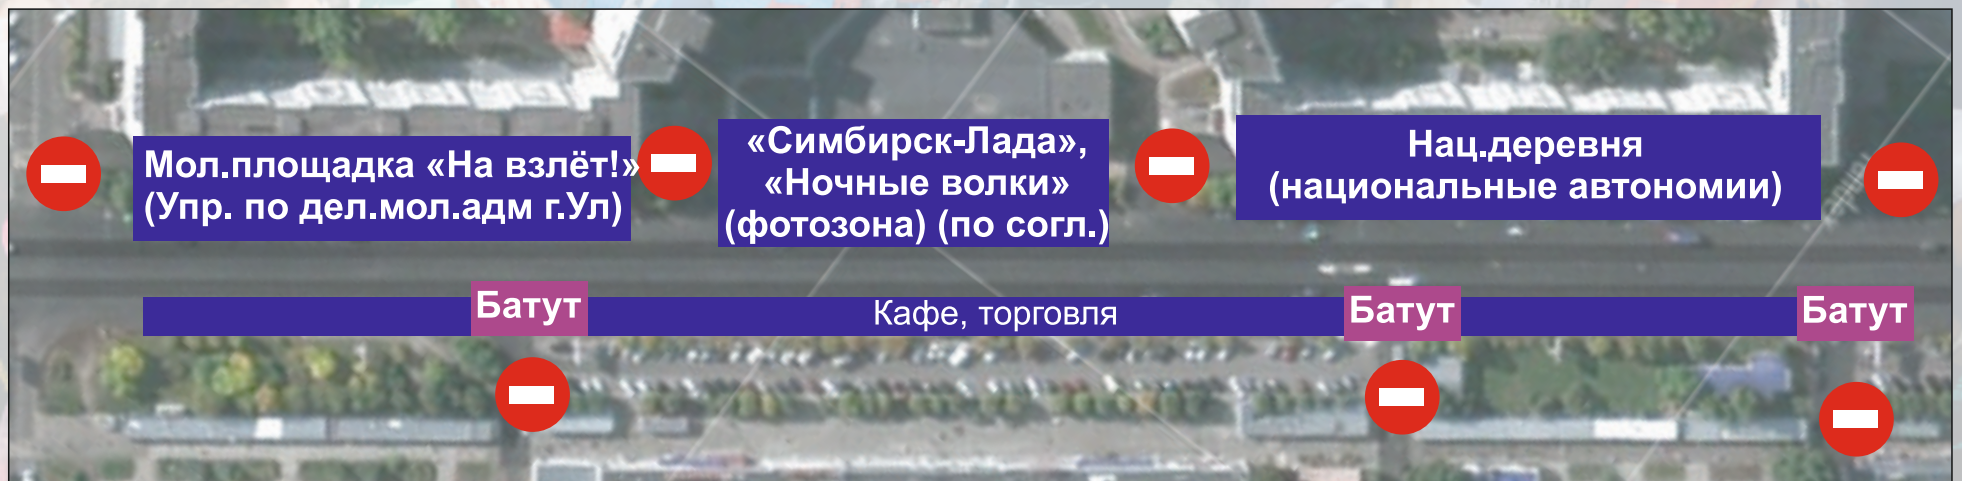 Мол.площадка «На взлёт!»
(Упр. по дел.мол.адм г.Ул)
«Симбирск-Лада»,
«Ночные волки»
(фотозона) (по согл.)
Нац.деревня
(национальные автономии)
Батут
Кафе, торговля
Батут
Батут